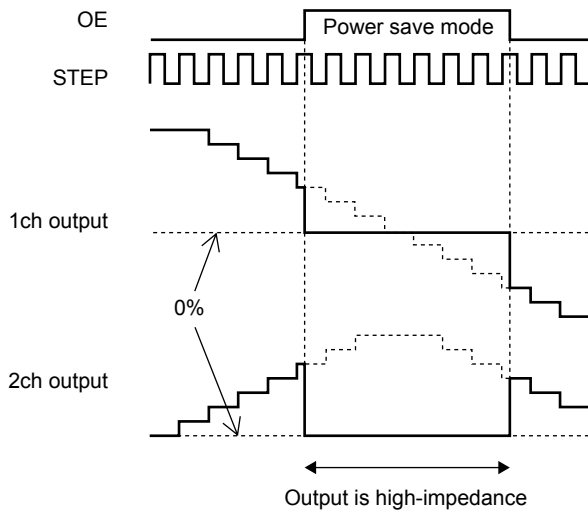 OE
Power save mode
STEP
1ch output
0%
2ch output
Output is high-impedance